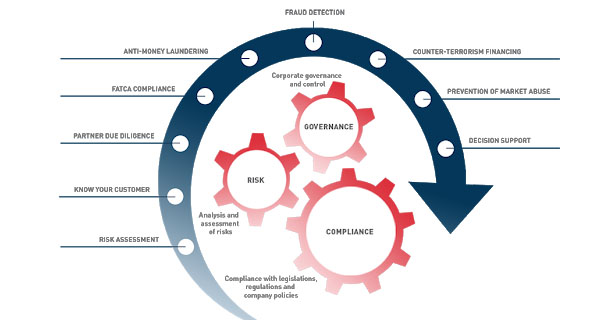 FRAUD DETECTION
ANTI-MONEY LAUNDERING
COUNTER-TERRORISM FINANCING
Corporate governance
and control
FATCA COMPLIANCE
PREVENTION OF MARKET ABUSE
GOVERNANCE
PARTNER DUE DILIGENCE
DECISION SUPPORT
RISK
KNOW YOUR CUSTOMER
Analysis and
assessment
of risks
COMPLIANCE
RISK ASSESSMENT
Compliance with legislations,
regulations and
company policies